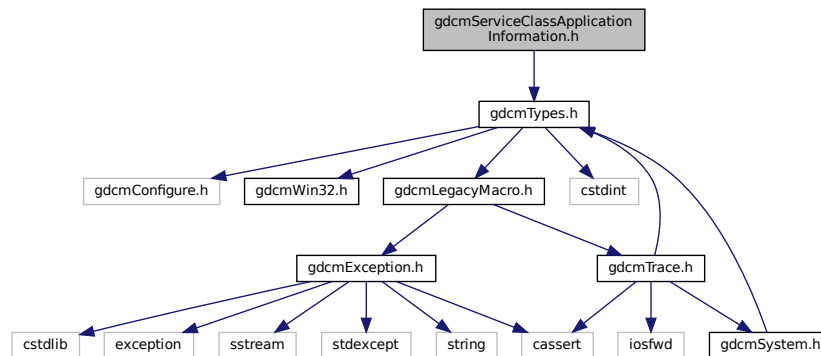 gdcmServiceClassApplication
Information.h
gdcmTypes.h
gdcmConfigure.h
gdcmWin32.h
gdcmLegacyMacro.h
cstdint
gdcmException.h
gdcmTrace.h
cstdlib
exception
sstream
stdexcept
string
cassert
iosfwd
gdcmSystem.h